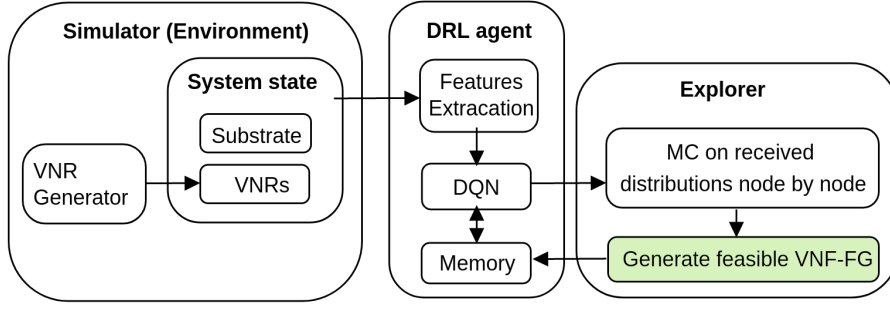 Simulator (Environment)
System state
Substrate
VNRs
VNR
Generator
DRL agent
Features
Extracation
DQN
Memory
Explorer
MC on received
distributions node by node
Generate feasible VNF-FG